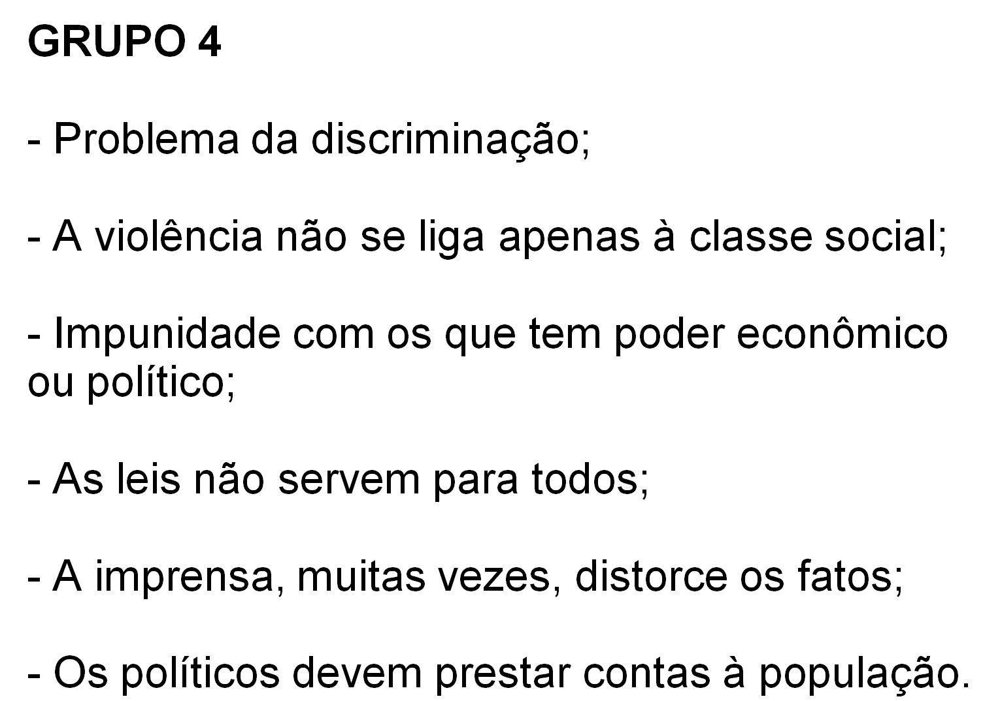 GRUPO 4
- Problema da discriminação;
- A violência não se liga apenas à classe social;
- Impunidade com os que tem poder econômico
ou político;
- As leis não servem para todos;
- A imprensa, muitas vezes, distorce os fatos;
- Os políticos devem prestar contas à população.